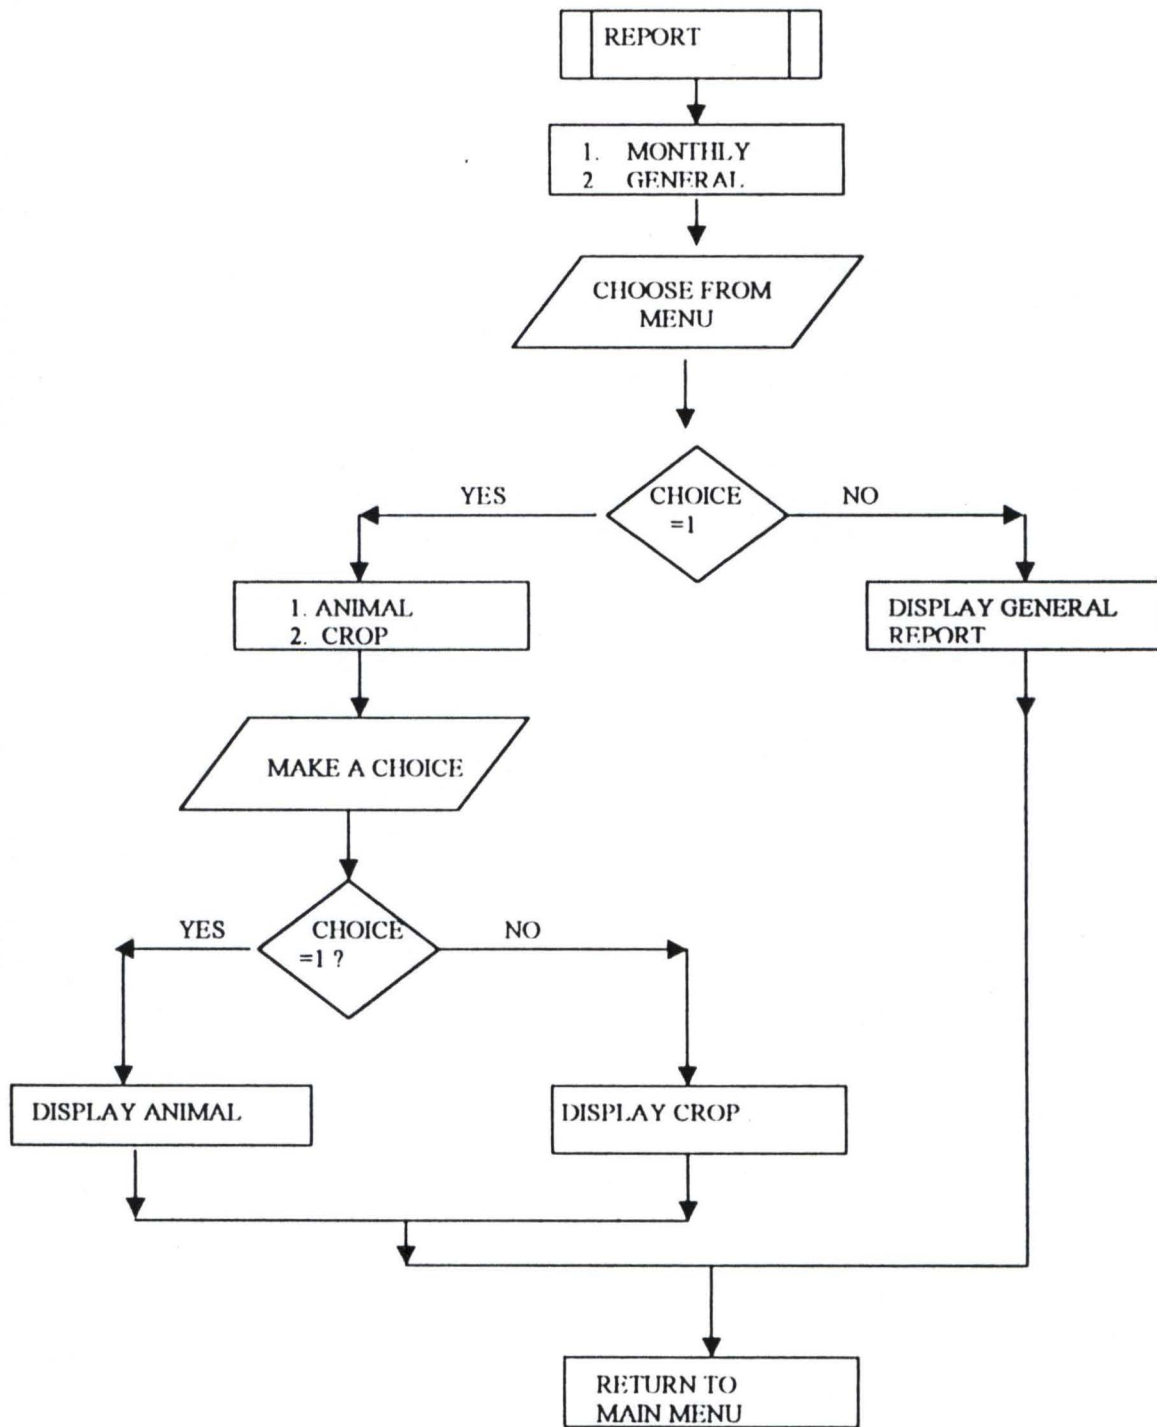 REPORT
1. MONTHLY
2 GENERAL
CHOOSE FROM
MENU
CHOICE
=1
YES
NO
1. ANIMAL
2. CROP
DISPLAY GENERAL
REPORT
MAKE A CHOICE
CHOICE
=1 ?
YES
NO
DISPLAY ANIMAL
DISPLAY CROP
RETURN TO
MAIN MENU